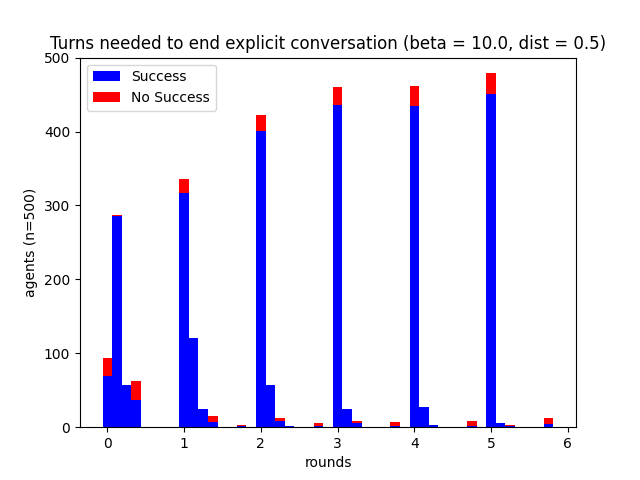 Turns needed to end explicit conversation (beta = 10.0, dist = 0.5)
500
400
300
200
100
0
agents (n=500)
Success
No Success
0 1 2 3 4 5 6
rounds